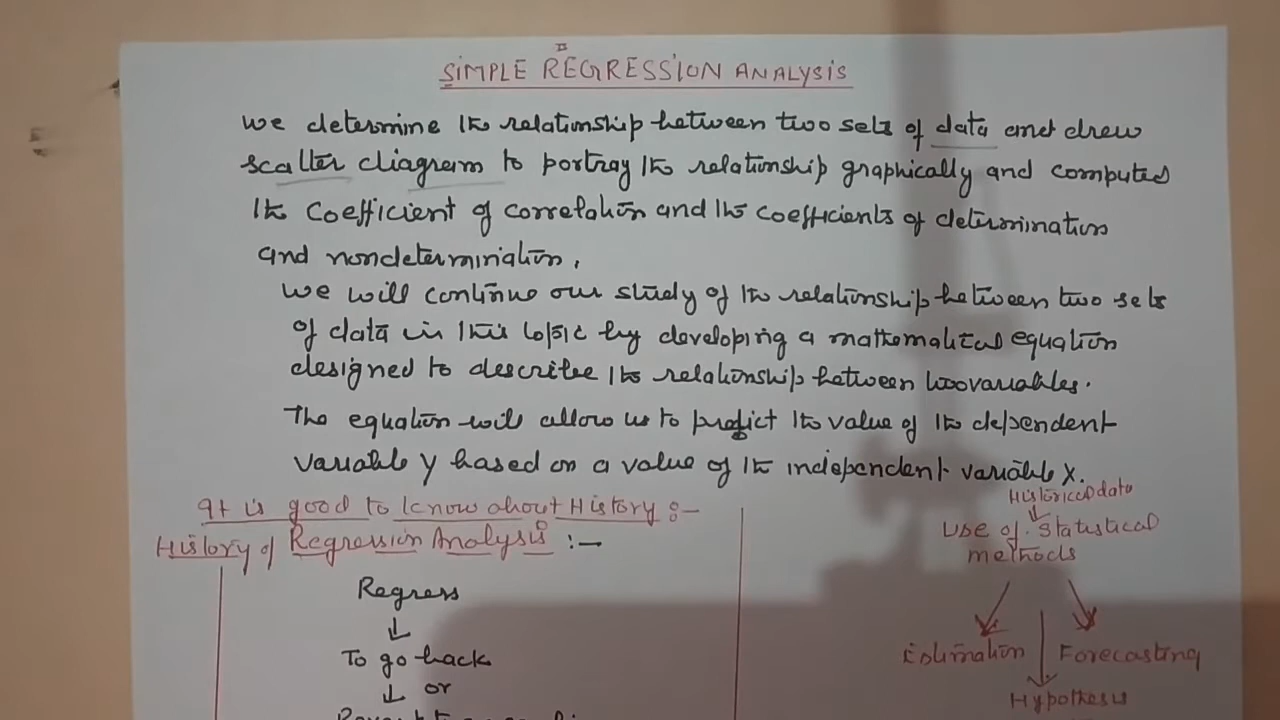 II
SIMPLE REGRESSION ANALYSIS
we determine the relationship between two sets of data and drew
scatter diagram to portray the relationship graphically and computed
the coefficient of correlation and the coefficients of determination
and nondetermination.
we will continue our study of the relationship between two sets
of data in this topic by developing a mathematical equation
designed to describe the relationship between two variables.
The equation will allow us to predict the value of the dependent
variable y based on a value of the independent variable x.
It is good to know about History :-
Historical data
History of Regression Analysis :-
Use of Statistical
methods
Regress
To go back
or
Estimation
Forecasting
Hypothesis